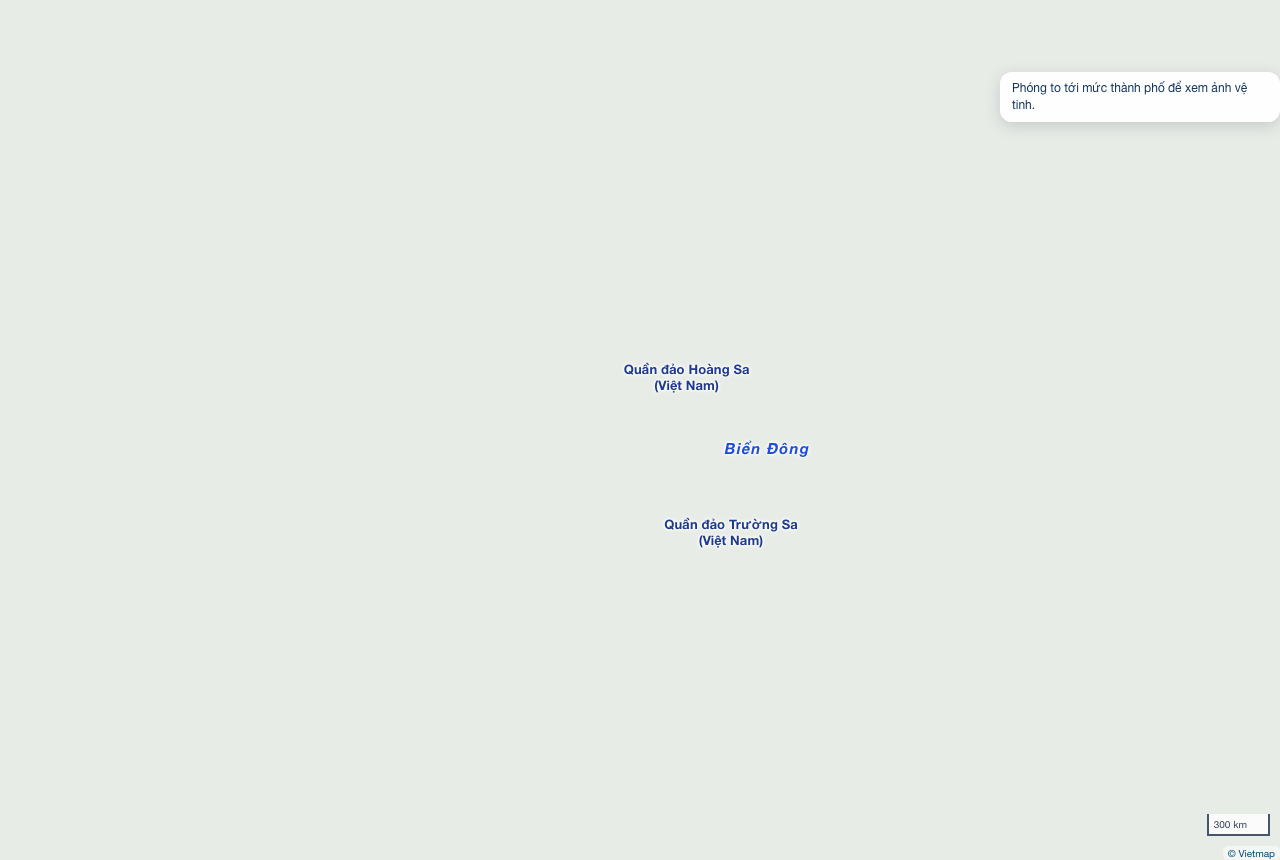 Phóng to tới mức thành phố để xem ảnh vệ
tinh.
Quần đảo Hoàng Sa
(Việt Nam)
Biển Đông
Quần đảo Trường Sa
(Việt Nam)
300 km
© Vietmap